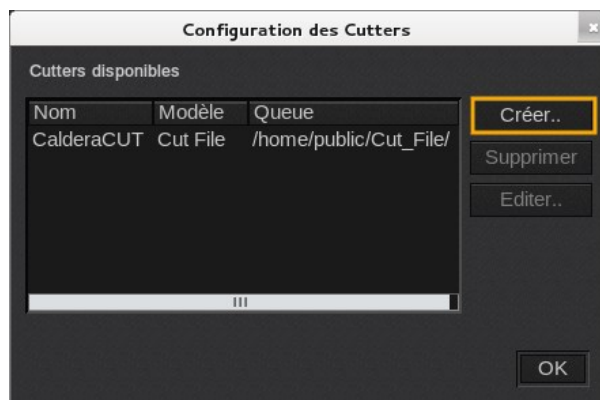 Configuration des Cutters
Cutters disponibles
Nom Modèle Queue
CalderaCUT Cut File /home/public/Cut_File/
Créer..
Supprimer
Editer..
OK